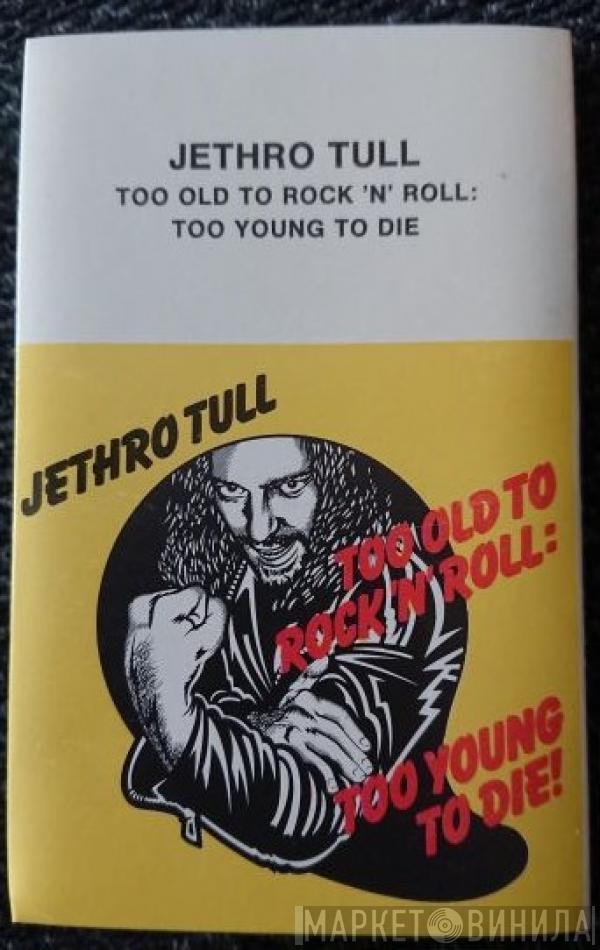 JETHRO TULL
TOO OLD TO ROCK 'N' ROLL:
TOO YOUNG TO DIE
JETHRO TULL
TOO OLD TO
ROCK 'N' ROLL:
TOO YOUNG
TO DIE!
МАРКЕТ ВИНИЛА